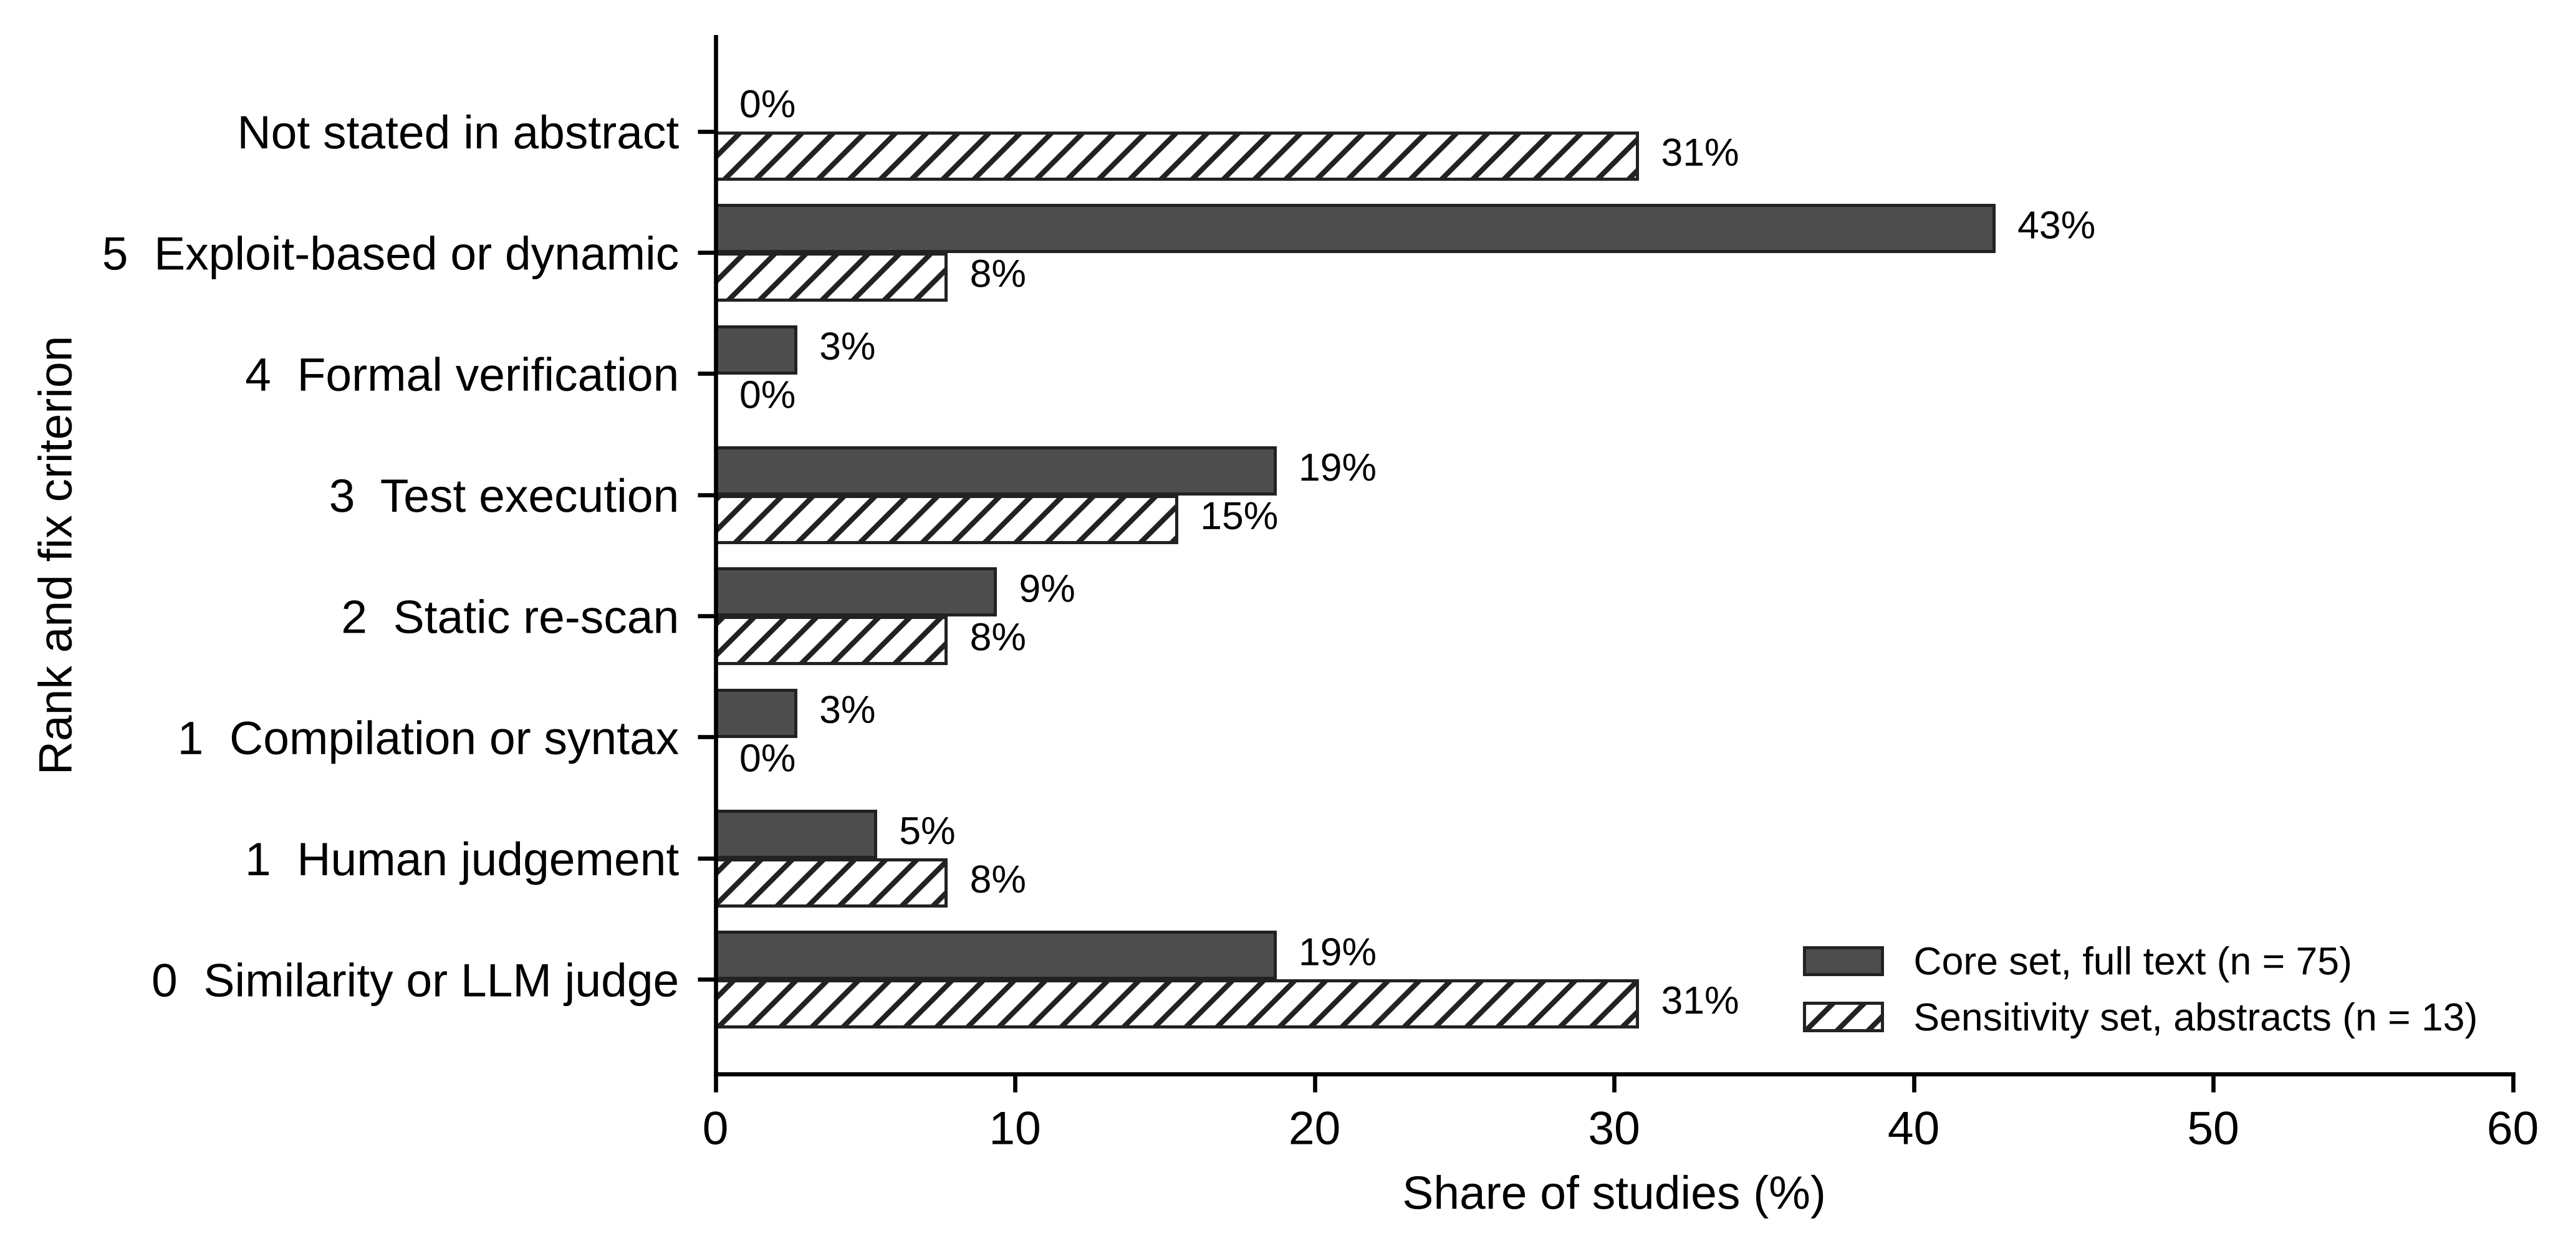 0%
Not stated in abstract
31%
43%
5 Exploit-based or dynamic
8%
3%
4 Formal verification
0%
19%
3 Test execution
15%
9%
2 Static re-scan
8%
3%
1 Compilation or syntax
0%
5%
1 Human judgement
8%
19%
0 Similarity or LLM judge
31%
Rank and fix criterion
Core set, full text (n = 75)
Sensitivity set, abstracts (n = 13)
0 10 20 30 40 50 60
Share of studies (%)